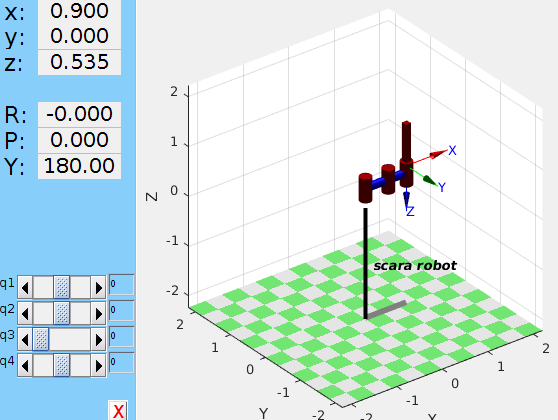 x: 0.900
y: 0.000
z: 0.535
R: -0.000
P: 0.000
Y: 180.00
q1 0
q2 0
q3 0
q4 0
X
2
1
0
-1
-2
Z
X
Y
Z
scara robot
2
1
0
-1
-2
Y
-2
-1
0
1
2